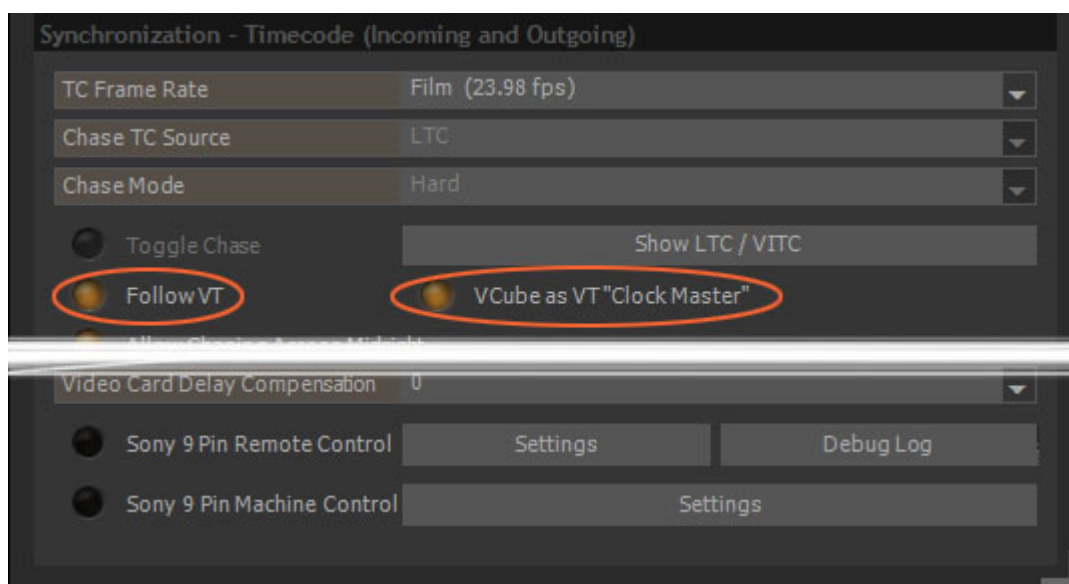 Synchronization - Timecode (Incoming and Outgoing)
TC Frame Rate Film (23.98 fps)
Chase TC Source LTC
Chase Mode Hard
Toggle Chase Show LTC / VITC
Follow VT VCube as VT "Clock Master"
Video Card Delay Compensation 0
Sony 9 Pin Remote Control Settings Debug Log
Sony 9 Pin Machine Control Settings